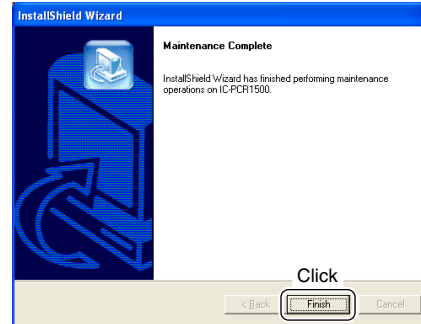 InstallShield Wizard
Maintenance Complete
InstallShield Wizard has finished performing maintenance
operations on IC-PCR1500.
Click
< Back Finish Cancel